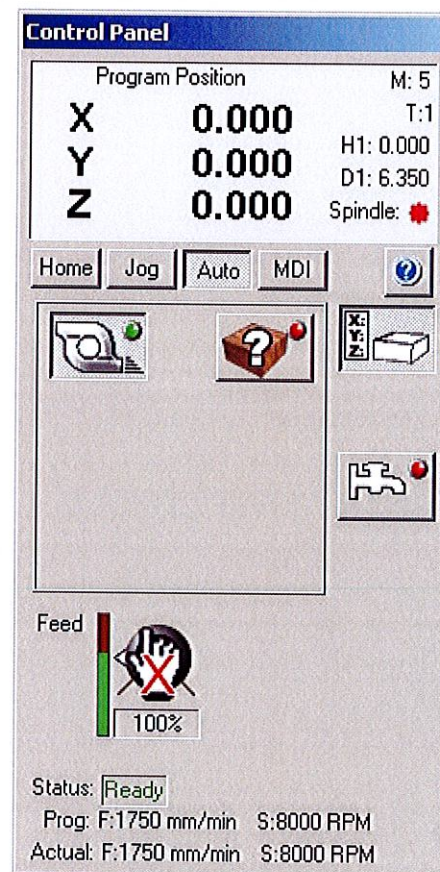 Control Panel
Program Position M: 5
X 0.000 T:1
Y 0.000 H1: 0.000
Z 0.000 D1: 6.350
Spindle:
Home Jog Auto MDI ?
?
X:
Y:
Z:
Feed
100%
Status: Ready
Prog: F:1750 mm/min S:8000 RPM
Actual: F:1750 mm/min S:8000 RPM